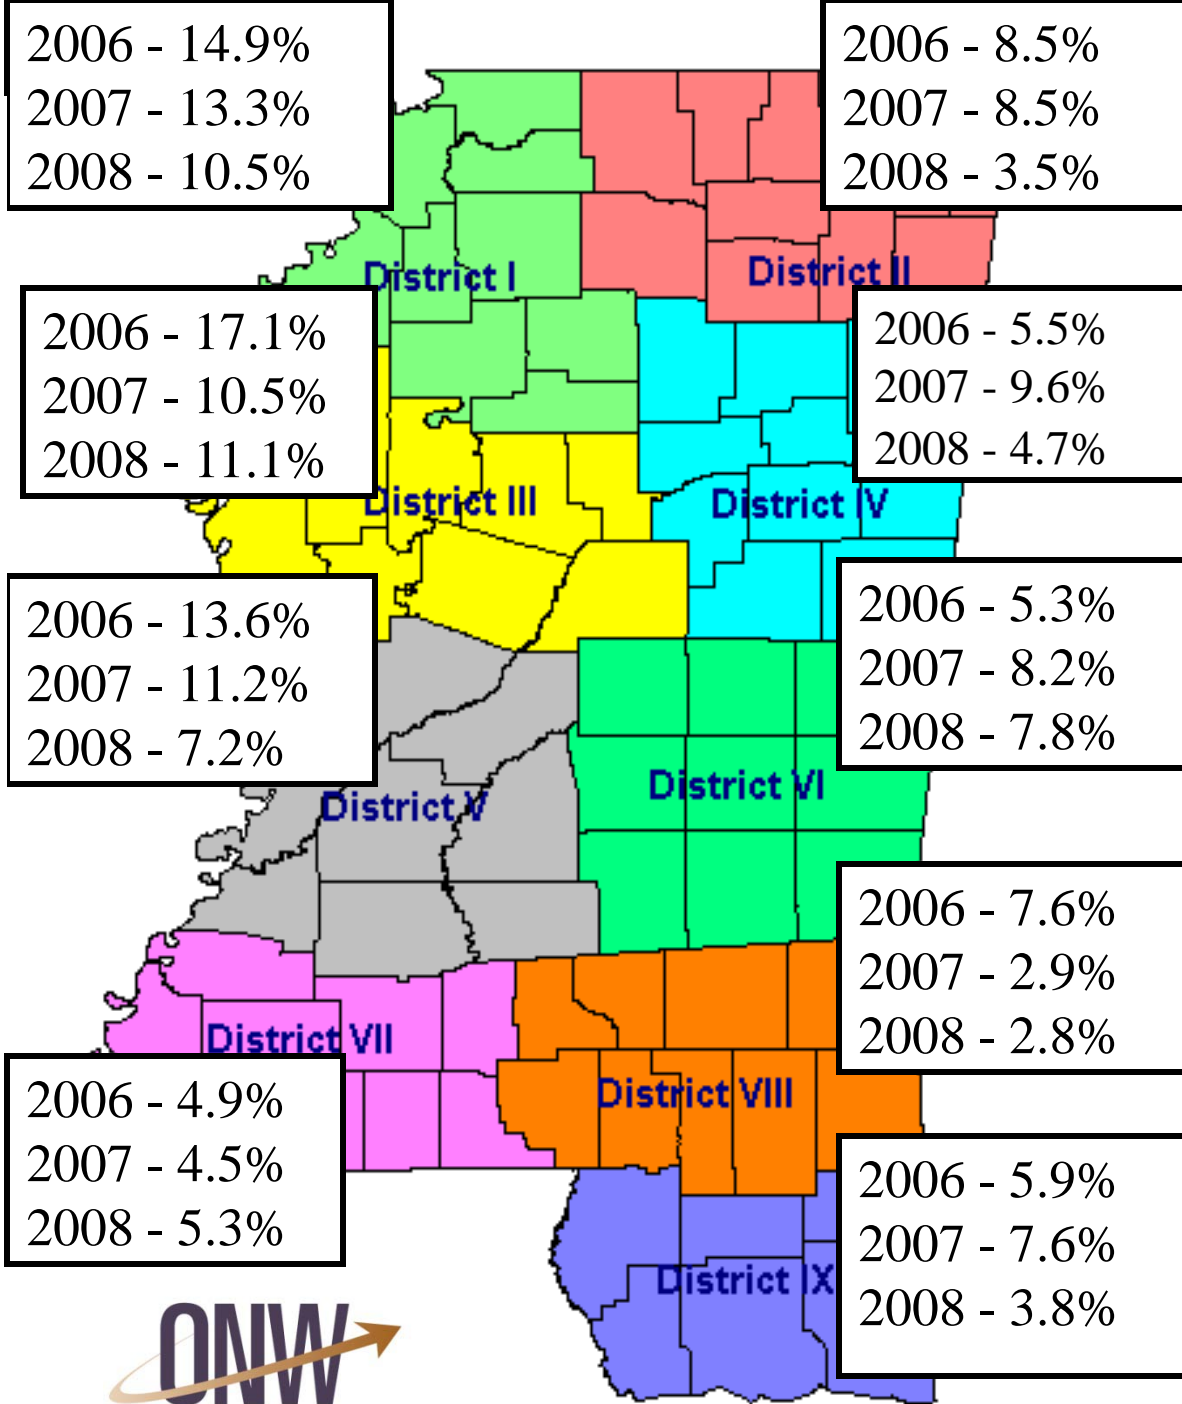 2006 - 14.9%
2007 - 13.3%
2008 - 10.5%
2006 - 8.5%
2007 - 8.5%
2008 - 3.5%
District I
District II
2006 - 17.1%
2007 - 10.5%
2008 - 11.1%
2006 - 5.5%
2007 - 9.6%
2008 - 4.7%
District III
District IV
2006 - 13.6%
2007 - 11.2%
2008 - 7.2%
2006 - 5.3%
2007 - 8.2%
2008 - 7.8%
District V
District VI
2006 - 7.6%
2007 - 2.9%
2008 - 2.8%
District VII
District VIII
2006 - 4.9%
2007 - 4.5%
2008 - 5.3%
2006 - 5.9%
2007 - 7.6%
2008 - 3.8%
District IX
ONW